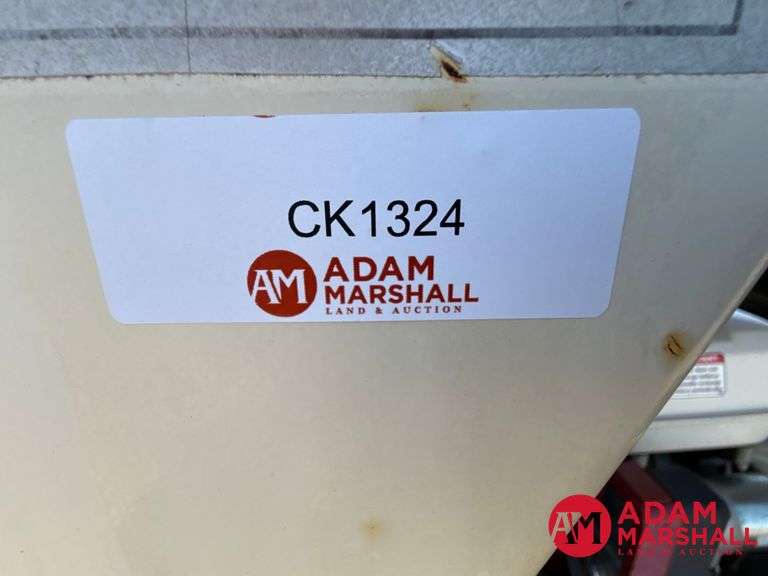 CK1324
AM ADAM
MARSHALL
LAND & AUCTION
AM ADAM
MARSHALL
LAND & AUCTION